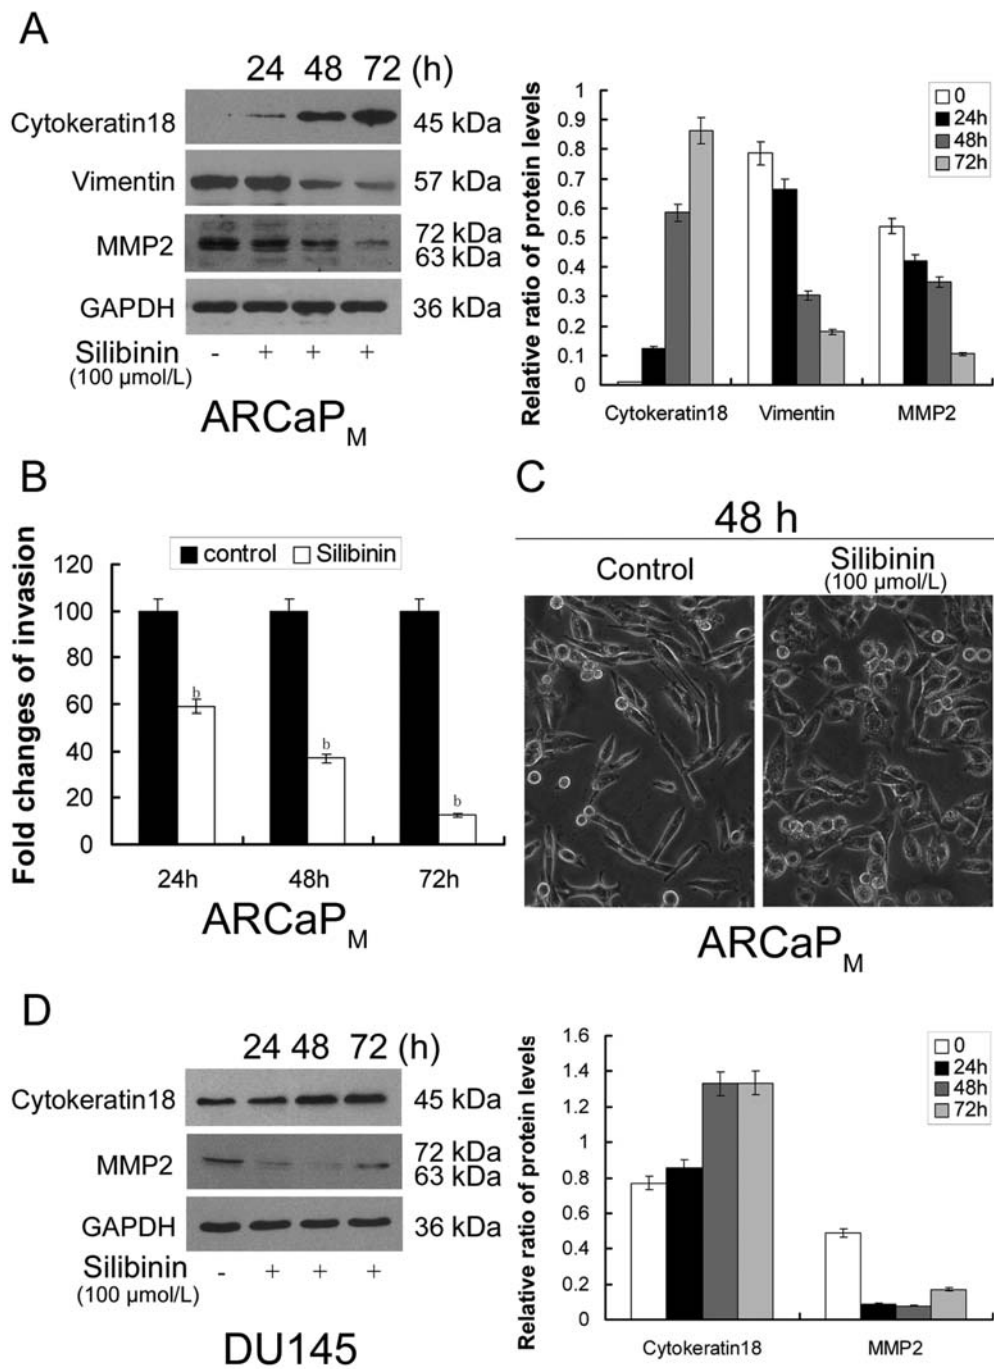 A
24 48 72 (h)
Cytokeratin18 45 kDa
Vimentin 57 kDa
MMP2 72 kDa
63 kDa
GAPDH 36 kDa
Silibinin - + + +
(100 µmol/L)
ARCaPM
Relative ratio of protein levels
1
0.9
0.8
0.7
0.6
0.5
0.4
0.3
0.2
0.1
0
0
24h
48h
72h
Cytokeratin18 Vimentin MMP2
B
Fold changes of invasion
control Silibinin
120
100
80
60
40
20
0
b
b
b
24h 48h 72h
ARCaPM
C
48 h
Control Silibinin
(100 µmol/L)
ARCaPM
D
24 48 72 (h)
Cytokeratin18 45 kDa
MMP2 72 kDa
63 kDa
GAPDH 36 kDa
Silibinin - + + +
(100 µmol/L)
DU145
Relative ratio of protein levels
1.6
1.4
1.2
1
0.8
0.6
0.4
0.2
0
0
24h
48h
72h
Cytokeratin18 MMP2